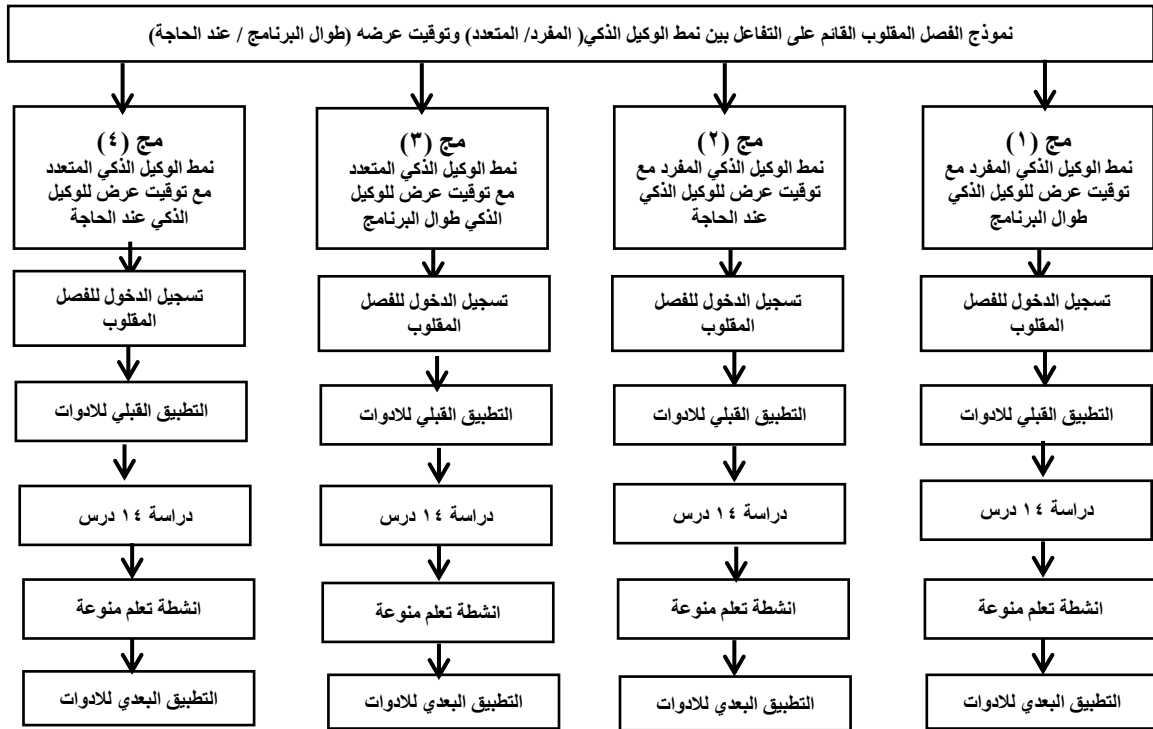 نموذج الفصل المقلوب القائم على التفاعل بين نمط الوكيل الذكي( المفرد/ المتعدد) وتوقيت عرضه (طوال البرنامج / عند الحاجة)
مج (١)
نمط الوكيل الذكي المفرد مع
توقيت عرض للوكيل الذكي
طوال البرنامج
تسجيل الدخول للفصل
المقلوب
التطبيق القبلي للادوات
دراسة ١٤ درس
انشطة تعلم منوعة
التطبيق البعدي للادوات
مج (٢)
نمط الوكيل الذكي المفرد مع
توقيت عرض للوكيل الذكي
عند الحاجة
تسجيل الدخول للفصل
المقلوب
التطبيق القبلي للادوات
دراسة ١٤ درس
انشطة تعلم منوعة
التطبيق البعدي للادوات
مج (٣)
نمط الوكيل الذكي المتعدد
مع توقيت عرض للوكيل
الذكي طوال البرنامج
تسجيل الدخول للفصل
المقلوب
التطبيق القبلي للادوات
دراسة ١٤ درس
انشطة تعلم منوعة
التطبيق البعدي للادوات
مج (٤)
نمط الوكيل الذكي المتعدد
مع توقيت عرض للوكيل
الذكي عند الحاجة
تسجيل الدخول للفصل
المقلوب
التطبيق القبلي للادوات
دراسة ١٤ درس
انشطة تعلم منوعة
التطبيق البعدي للادوات